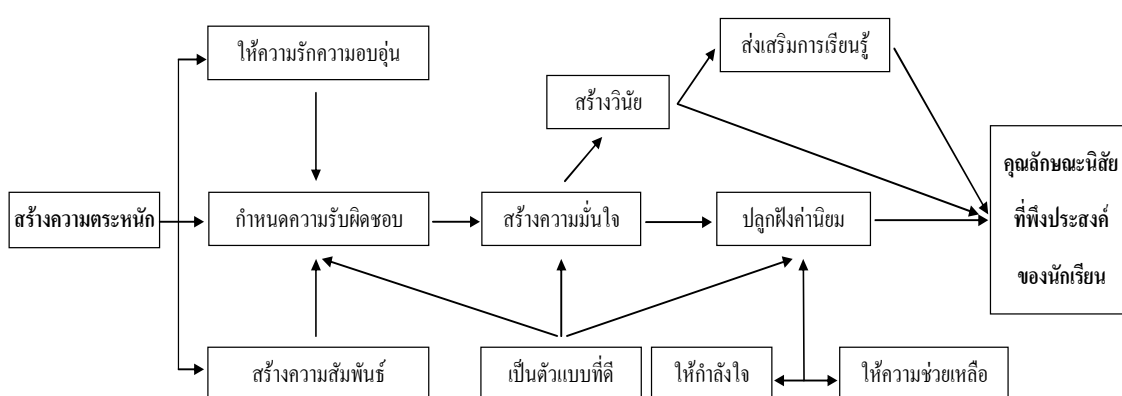 ส่งเสริมการเรียนรู้
ให้ความรักความอบอุ่น
สร้างวินัย
สร้างความตระหนัก
กำหนดความรับผิดชอบ
สร้างความมั่นใจ
ปลูกฝังค่านิยม
คุณลักษณะนิสัย
ที่พึงประสงค์
ของนักเรียน
สร้างความสัมพันธ์
เป็นตัวแบบที่ดี
ให้กำลังใจ
ให้ความช่วยเหลือ